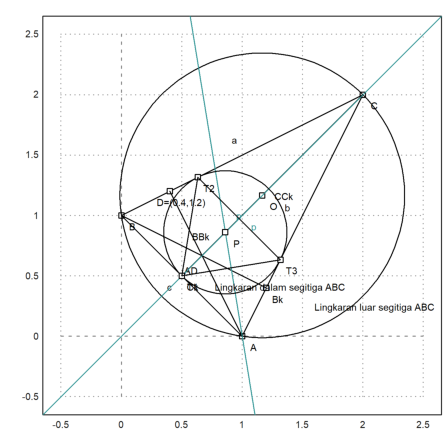 2.5
2
C
1.5
a
T2
D=(0.4,1.2)
CCk
O
b
1
B
BBk
p
P
0.5
AD
T3
c
Lingkaran dalam segitiga ABC
Bk
Lingkaran luar segitiga ABC
0
A
-0.5
-0.5
0
0.5
1
1.5
2
2.5